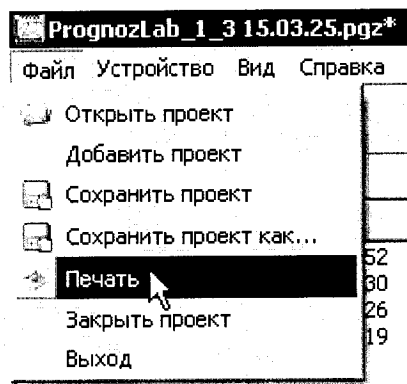 PrognozLab_1_3 15.03.25.pgz*
Файл Устройство Вид Справка
Открыть проект
Добавить проект
Сохранить проект
Сохранить проект как...
52
Печать
30
Закрыть проект
26
19
Выход